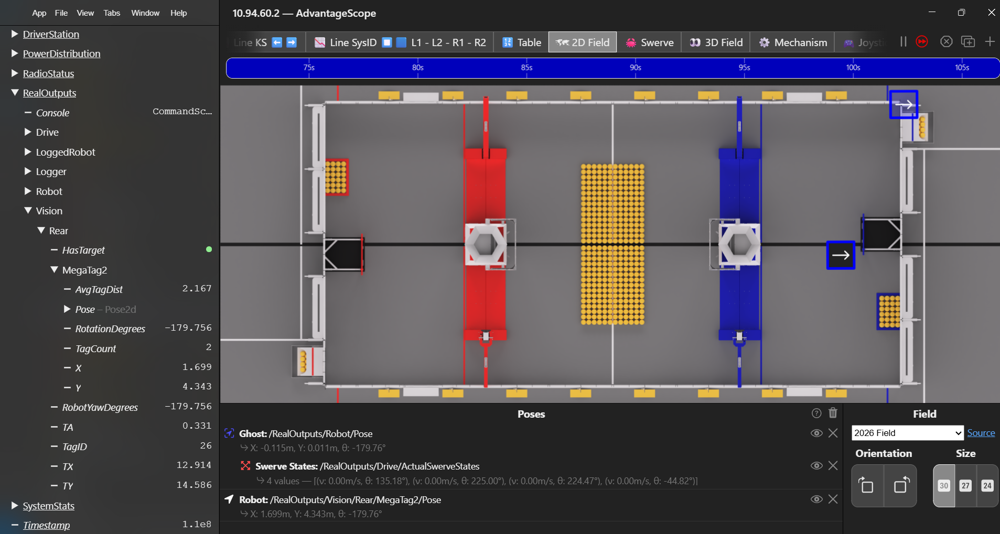 App File View Tabs Window Help
10.94.60.2 — AdvantageScope
DriverStation
PowerDistribution
RadioStatus
RealOutputs
Console CommandSc...
Drive
LoggedRobot
Logger
Robot
Vision
Rear
HasTarget
MegaTag2
AvgTagDist 2.167
Pose – Pose2d
RotationDegrees -179.756
TagCount 2
X 1.699
Y 4.343
RobotYawDegrees -179.756
TA 0.331
TagID 26
TX 12.914
TY 14.586
SystemStats
Timestamp 1.1e8
Line KS ⬅️ ➡️ Line SysID L1 - L2 - R1 - R2 Table 2D Field Swerve 3D Field Mechanism Joysti
75s 80s 85s 90s 95s 100s 105s
Poses
Ghost: /RealOutputs/Robot/Pose
X: -0.115m, Y: 0.011m, θ: -179.76°
Swerve States: /RealOutputs/Drive/ActualSwerveStates
4 values — [(v: 0.00m/s, θ: 135.18°), (v: 0.00m/s, θ: 225.00°), (v: 0.00m/s, θ: 224.47°), (v: 0.00m/s, θ: -44.82°)]
Robot: /RealOutputs/Vision/Rear/MegaTag2/Pose
X: 1.699m, Y: 4.343m, θ: -179.76°
Field
2026 Field Source
Orientation Size
30 27 24